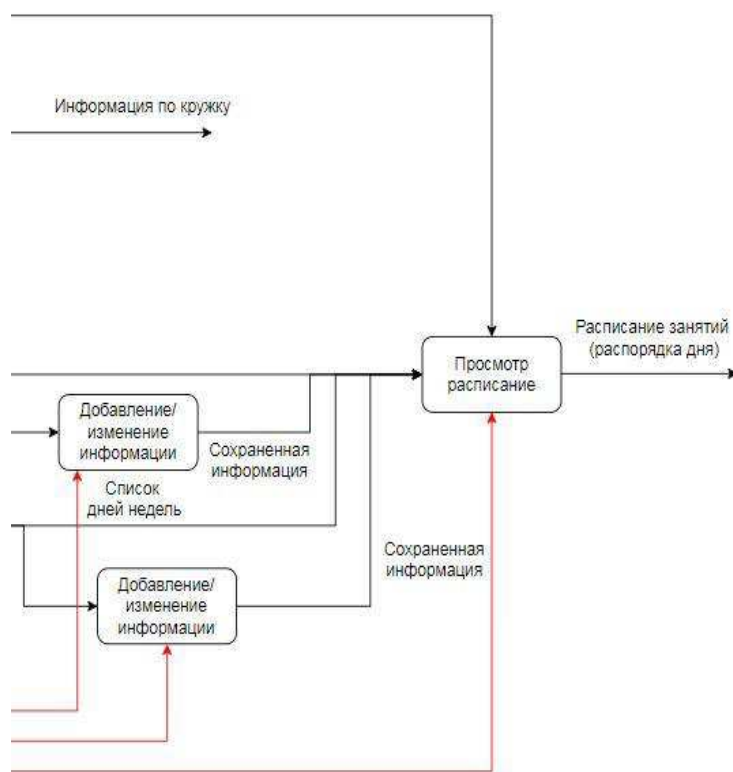 Информация по кружку
Расписание занятий
(распорядка дня)
Просмотр
расписание
Добавление/
изменение
информации
Сохраненная
информация
Список
дней недель
Сохраненная
информация
Добавление/
изменение
информации